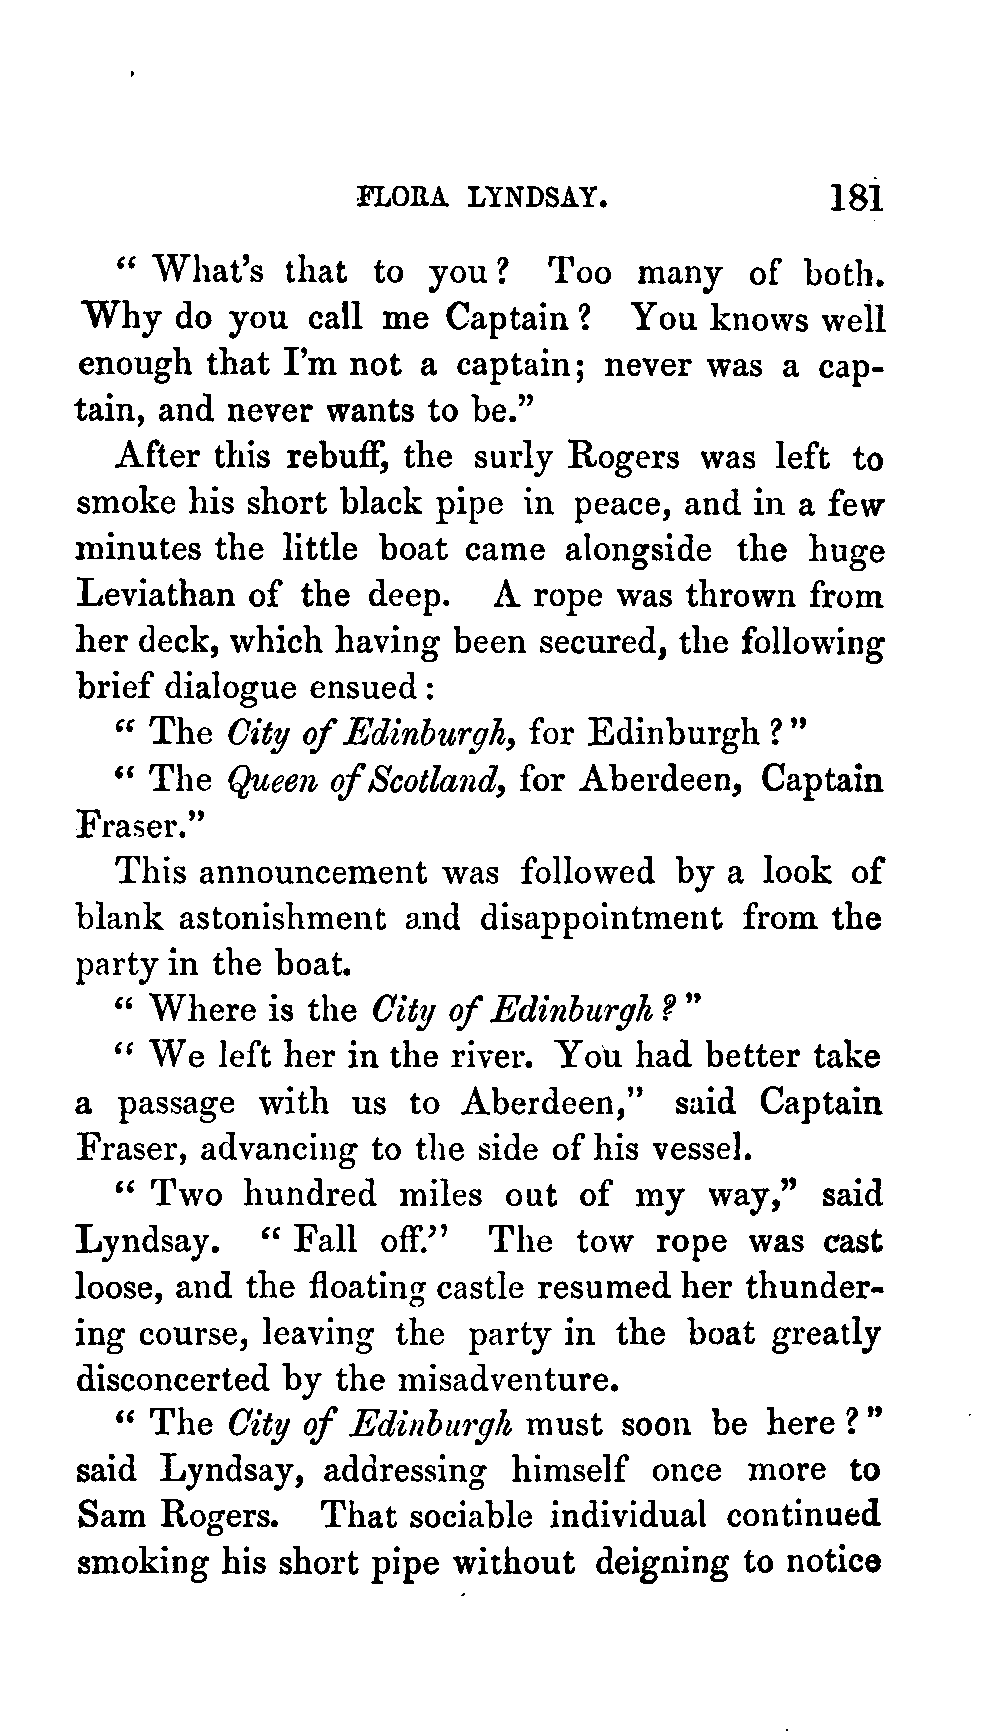 FLORA LYNDSAY. 181
" What's that to you ? Too many of both.
Why do you call me Captain ? You knows well
enough that I'm not a captain; never was a cap-
tain, and never wants to be."
After this rebuff, the surly Rogers was left to
smoke his short black pipe in peace, and in a few
minutes the little boat came alongside the huge
Leviathan of the deep. A rope was thrown from
her deck, which having been secured, the following
brief dialogue ensued :
" The City of Edinburgh, for Edinburgh ? "
" The Queen of Scotland, for Aberdeen, Captain
Fraser."
This announcement was followed by a look of
blank astonishment and disappointment from the
party in the boat.
" Where is the City of Edinburgh ? "
" We left her in the river. You had better take
a passage with us to Aberdeen," said Captain
Fraser, advancing to the side of his vessel.
" Two hundred miles out of my way," said
Lyndsay. " Fall off." The tow rope was cast
loose, and the floating castle resumed her thunder-
ing course, leaving the party in the boat greatly
disconcerted by the misadventure.
" The City of Edinburgh must soon be here ? "
said Lyndsay, addressing himself once more to
Sam Rogers. That sociable individual continued
smoking his short pipe without deigning to notice